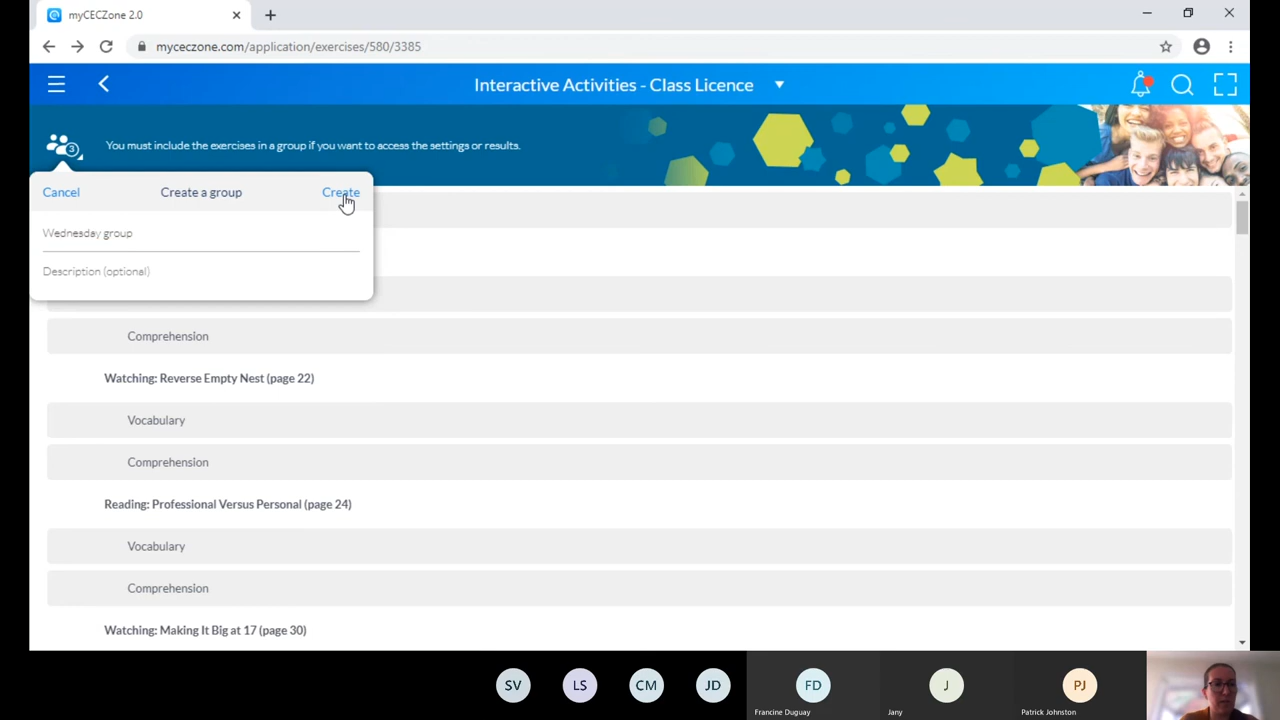 myCECZone 2.0
myceczone.com/application/exercises/580/3385
Interactive Activities - Class Licence
3
You must include the exercises in a group if you want to access the settings or results.
Cancel
Create a group
Create
Wednesday group
Description (optional)
Comprehension
Watching: Reverse Empty Nest (page 22)
Vocabulary
Comprehension
Reading: Professional Versus Personal (page 24)
Vocabulary
Comprehension
Watching: Making It Big at 17 (page 30)
SV
LS
CM
JD
FD
J
PJ
Francine Duguay
Jany
Patrick Johnston